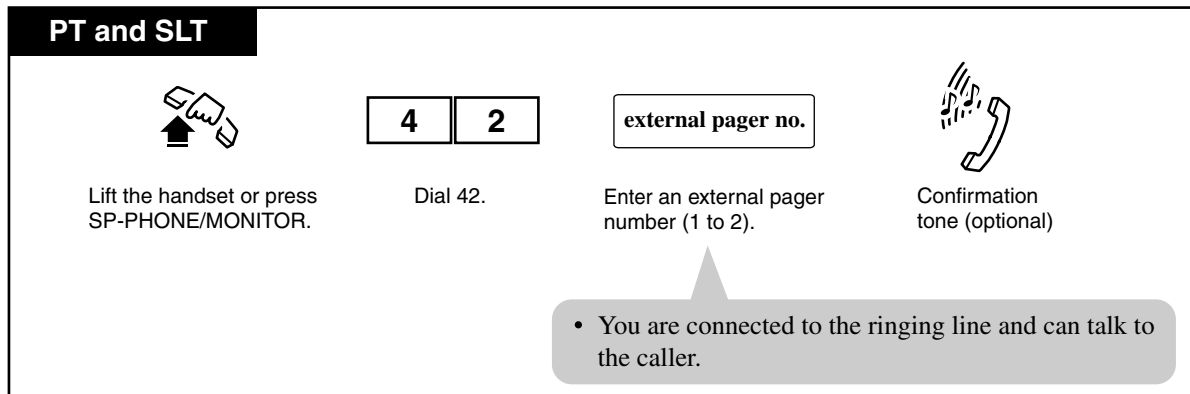 PT and SLT
4 2
external pager no.
Lift the handset or press
SP-PHONE/MONITOR.
Dial 42.
Enter an external pager
number (1 to 2).
Confirmation
tone (optional)
• You are connected to the ringing line and can talk to
the caller.